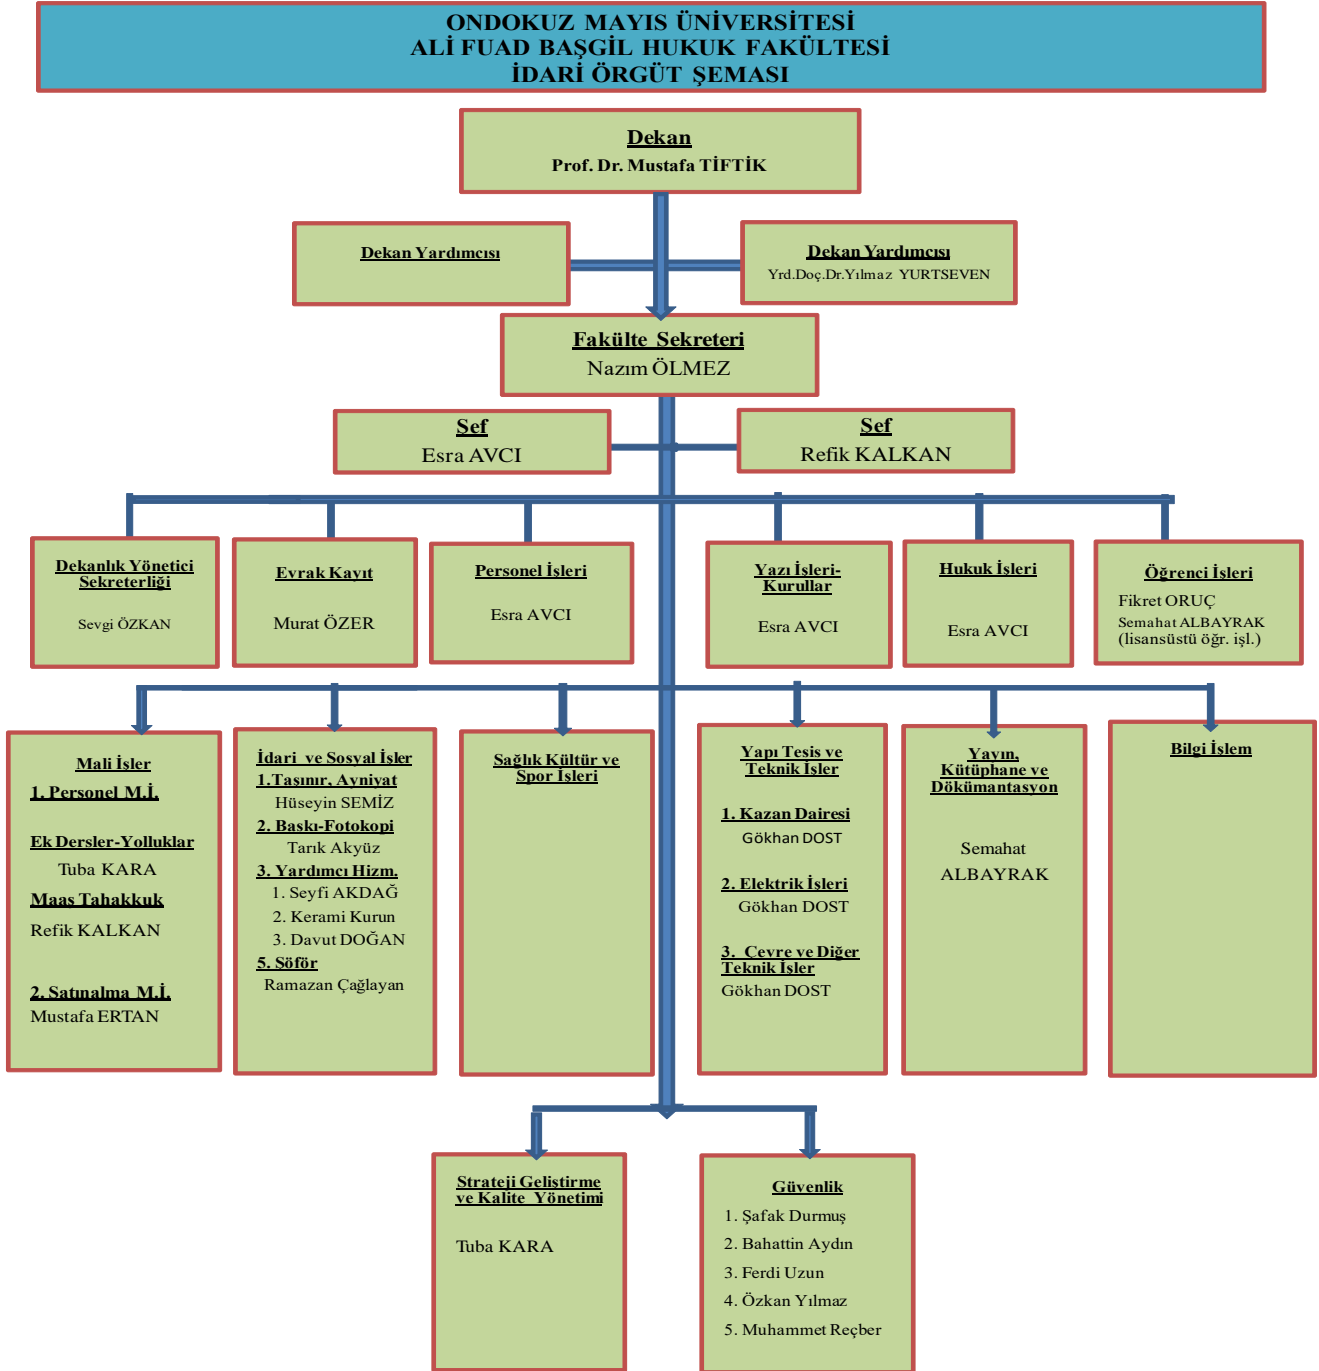 ONDOKUZ MAYIS ÜNİVERSİTESİ
ALİ FUAD BAŞGİL HUKUK FAKÜLTESİ
İDARİ ÖRGÜT ŞEMASI
Dekan
Prof. Dr. Mustafa TİFTİK
Dekan Yardımcısı
Dekan Yardımcısı
Yrd.Doç.Dr.Yılmaz YURTSEVEN
Fakülte Sekreteri
Nazım ÖLMEZ
Şef
Esra AVCI
Şef
Refik KALKAN
Dekanlık Yönetici
Sekreterliği
Sevgi ÖZKAN
Evrak Kayıt
Murat ÖZER
Personel İşleri
Esra AVCI
Yazı İşleri-
Kurullar
Esra AVCI
Hukuk İşleri
Esra AVCI
Öğrenci İşleri
Fikret ORUÇ
Semahat ALBAYRAK
(lisansüstü öğr. işl.)
Mali İşler
1. Personel M.İ.
Ek Dersler-Yolluklar
Tuba KARA
Maaş Tahakkuk
Refik KALKAN
2. Satınalma M.İ.
Mustafa ERTAN
İdari ve Sosyal İşler
1.Taşınır, Ayniyat
Hüseyin SEMİZ
2. Baskı-Fotokopi
Tarık Akyüz
3. Yardımcı Hizm.
1. Seyfi AKDAĞ
2. Kerami Kurun
3. Davut DOĞAN
5. Şöför
Ramazan Çağlayan
Sağlık Kültür ve
Spor İşleri
Yapı Tesis ve
Teknik İşler
1. Kazan Dairesi
Gökhan DOST
2. Elektrik İşleri
Gökhan DOST
3. Çevre ve Diğer
Teknik İşler
Gökhan DOST
Yayın,
Kütüphane ve
Dökümantasyon
Semahat
ALBAYRAK
Bilgi İşlem
Strateji Geliştirme
ve Kalite Yönetimi
Tuba KARA
Güvenlik
1. Şafak Durmuş
2. Bahattin Aydın
3. Ferdi Uzun
4. Özkan Yılmaz
5. Muhammet Reçber